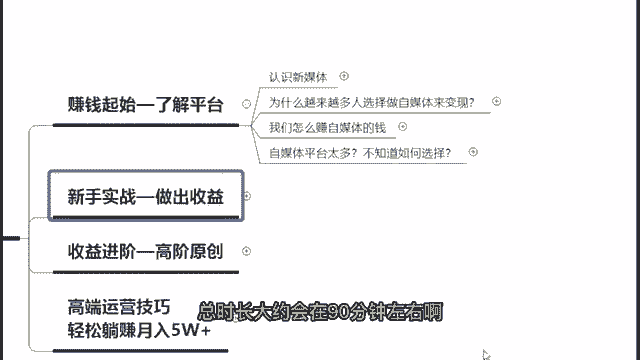 认识新媒体
赚钱起始—了解平台
为什么越来越多人选择做自媒体来变现？
我们怎么赚自媒体的钱
自媒体平台太多？不知道如何选择？
新手实战—做出收益
收益进阶—高阶原创
高端运营技巧
轻松躺赚月入5W+
总时长大约会在90分钟左右啊